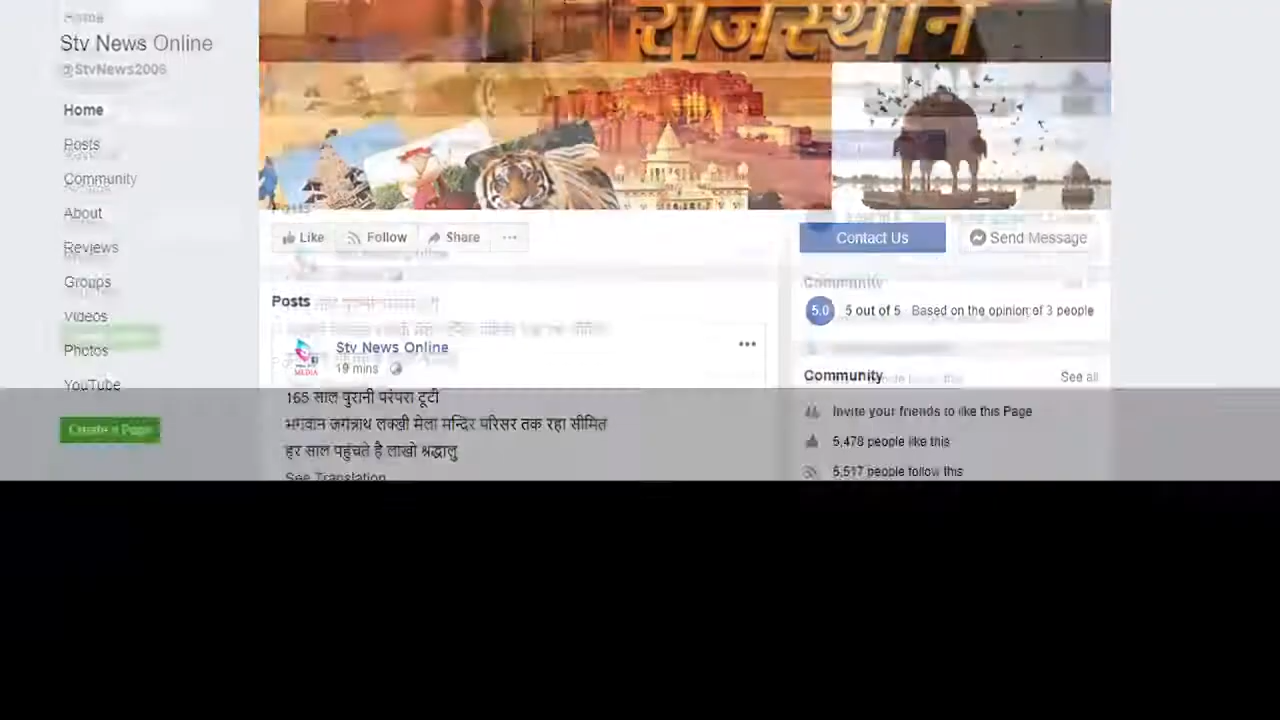 Home
Stv News Online
@StvNews2006
Home
Posts
Community
About
Reviews
Groups
Videos
Photos
YouTube
Create a Page
राजस्थान
Like
Follow
Share
Contact Us
Send Message
Posts
Stv News Online
19 mins
165 साल पुरानी परंपरा टूटी
भगवान जगन्नाथ लक्खी मेला मन्दिर परिसर तक रहा सीमित
हर साल पहुंचते है लाखो श्रद्धालु
See Translation
Community
5.0 5 out of 5 Based on the opinion of 3 people
Community See all
Invite your friends to like this Page
5,478 people like this
5,517 people follow this